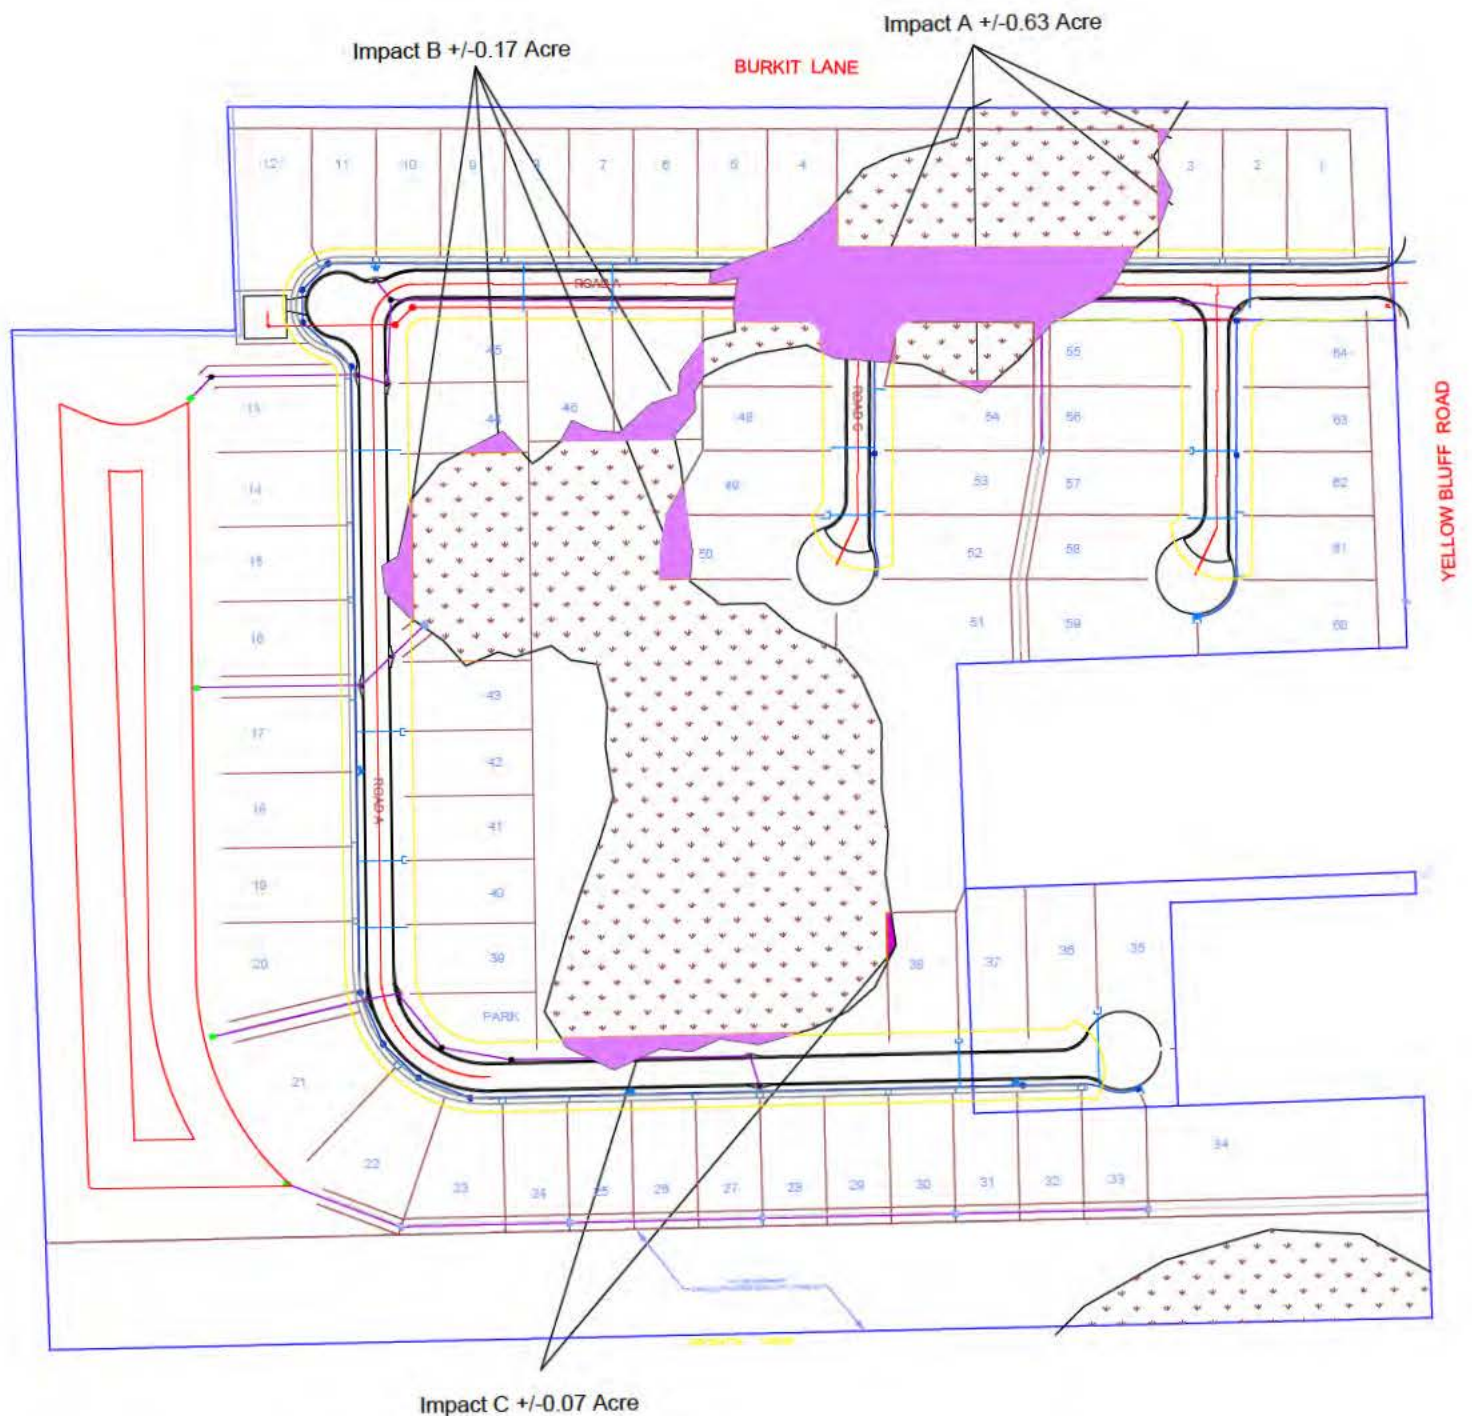 Impact A +/-0.63 Acre
Impact B +/-0.17 Acre
BURKIT LANE
12 11 10 9 8 7 6 5 4 3 2 1
ROAD A
45 55 64
13 44 46 48 54 56 63
ROAD C
YELLOW BLUFF ROAD
14 49 53 57 62
15 50 52 58 61
16 51 59 60
43
17 42
ROAD A
18 41
19 40
20 39 38 37 36 35
PARK
21
22 23 24 25 26 27 28 29 30 31 32 33 34
Impact C +/-0.07 Acre